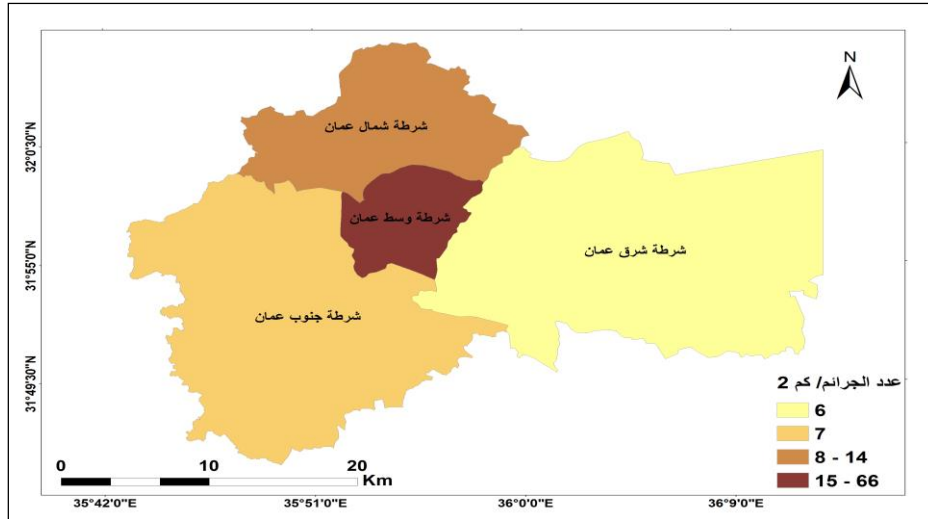 N
شرطة شمال عمان
شرطة وسط عمان
شرطة شرق عمان
شرطة جنوب عمان
32°0'30"N
31°55'0"N
31°49'30"N
عدد الجرائم/ كم 2
6
7
8 - 14
15 - 66
0 10 20
Km
35°42'0"E 35°51'0"E 36°0'0"E 36°9'0"E